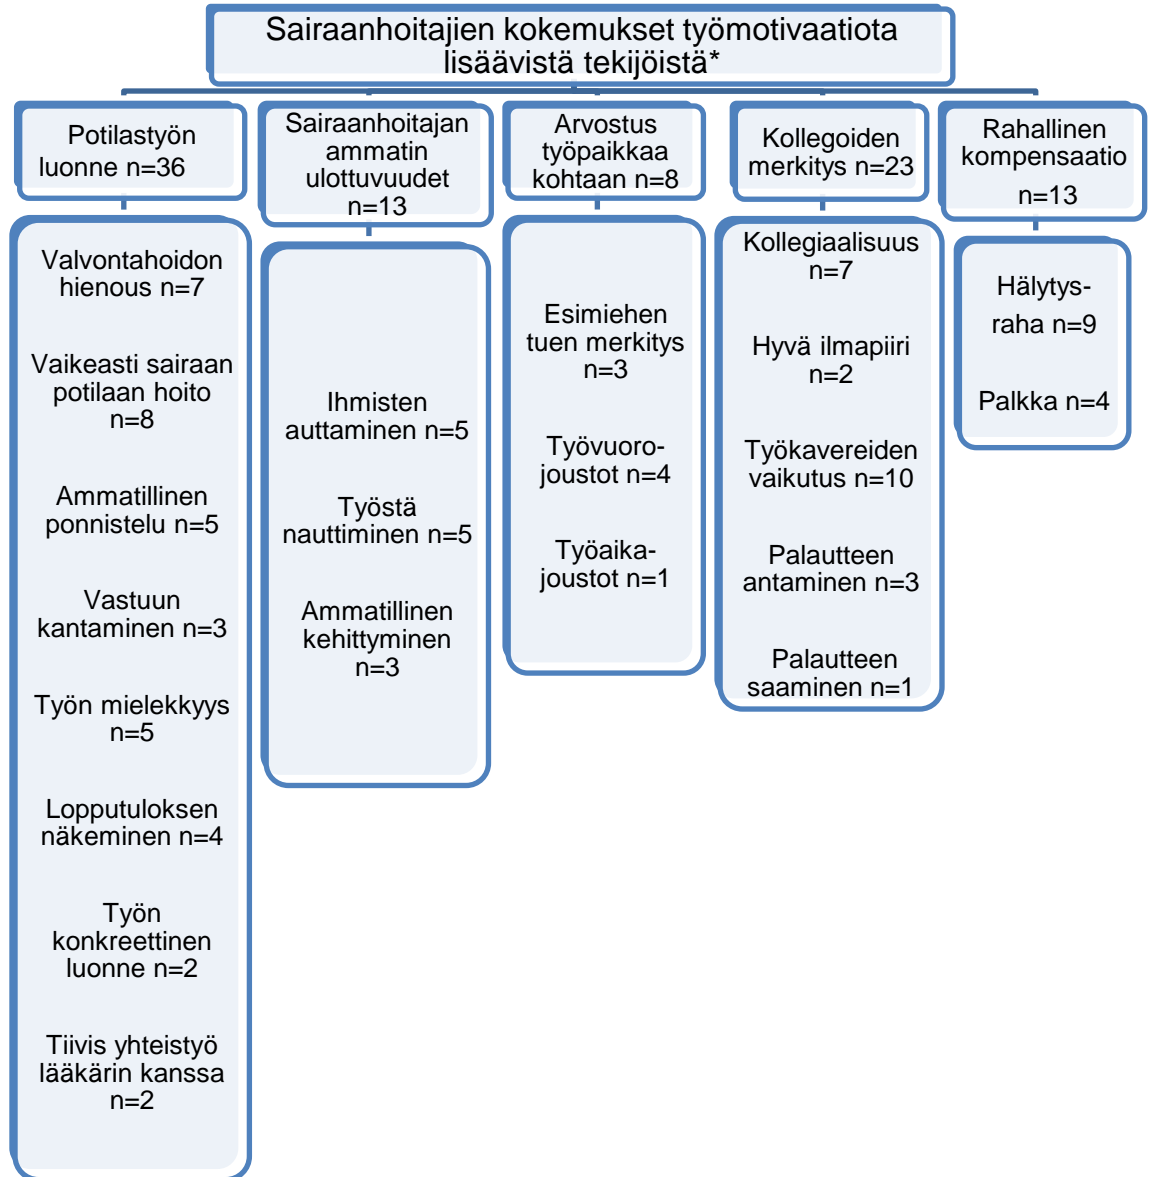 Sairaanhoitajien kokemukset työmotivaatiota
lisäävistä tekijöistä*
Potilastyön
luonne n=36
Valvontahoidon
hienous n=7
Vaikeasti sairaan
potilaan hoito
n=8
Ammatillinen
ponnistelu n=5
Vastuun
kantaminen n=3
Työn mielekkyys
n=5
Lopputuloksen
näkeminen n=4
Työn
konkreettinen
luonne n=2
Tiivis yhteistyö
lääkärin kanssa
n=2
Sairaanhoitajan
ammatin
ulottuvuudet
n=13
Ihmisten
auttaminen n=5
Työstä
nauttiminen n=5
Ammatillinen
kehittyminen
n=3
Arvostus
työpaikkaa
kohtaan n=8
Esimiehen
tuen merkitys
n=3
Työvuoro-
joustot n=4
Työaika-
joustot n=1
Kollegoiden
merkitys n=23
Kollegiaalisuus
n=7
Hyvä ilmapiiri
n=2
Työkavereiden
vaikutus n=10
Palautteen
antaminen n=3
Palautteen
saaminen n=1
Rahallinen
kompensaatio
n=13
Hälytys-
raha n=9
Palkka n=4